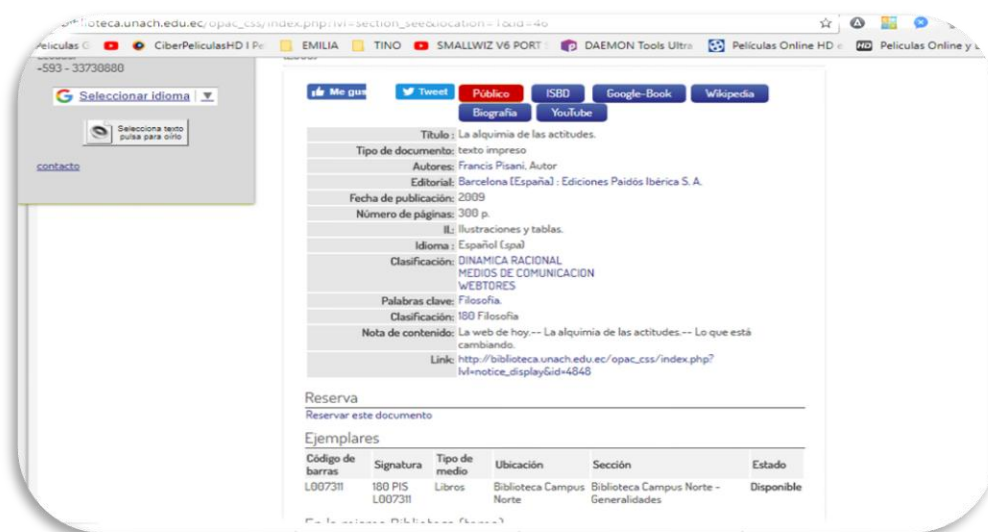 ioteca.unach.edu.ec/opac_css/index.php?lvl=section_see&location=1&id=46
Peliculas G
CiberPeliculasHD I Pe
EMILIA
TINO
SMALLWIZ V6 PORT
DAEMON Tools Ultra
Películas Online HD
Películas Online y
-593 - 33730880
Seleccionar idioma
Selecciona texto
pulsa para oírlo
contacto
Me gus
Tweet
Público
ISBD
Google-Book
Wikipedia
Biografía
YouTube
Título : La alquimia de las actitudes.
Tipo de documento: texto impreso
Autores: Francis Pisani, Autor
Editorial: Barcelona [España] : Ediciones Paidós Ibérica S. A.
Fecha de publicación: 2009
Número de páginas: 300 p.
Il.: Ilustraciones y tablas.
Idioma : Español (spa)
Clasificación: DINAMICA RACIONAL
MEDIOS DE COMUNICACION
WEBTORES
Palabras clave: Filosofía.
Clasificación: 180 Filosofía
Nota de contenido: La web de hoy.-- La alquimia de las actitudes.-- Lo que está
cambiando.
Link: http://biblioteca.unach.edu.ec/opac_css/index.php?
lvl=notice_display&id=4848
Reserva
Reservar este documento
Ejemplares
Código de barras
Signatura
Tipo de medio
Ubicación
Sección
Estado
L007311
180 PIS L007311
Libros
Biblioteca Campus Norte
Biblioteca Campus Norte - Generalidades
Disponible